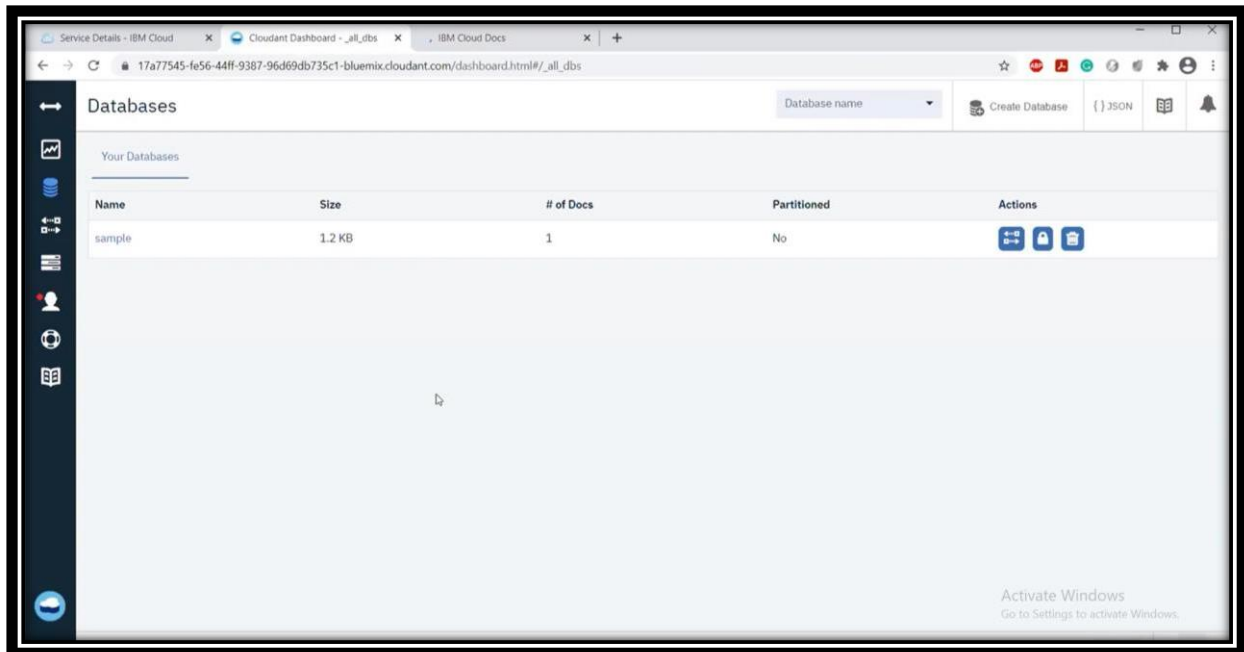 Service Details - IBM Cloud
Cloudant Dashboard - _all_dbs
IBM Cloud Docs
17a77545-fe56-44ff-9387-96d69db735c1-bluemix.cloudant.com/dashboard.html#/_all_dbs
ABP
Databases
Database name
Create Database
{ } JSON
Your Databases
Name Size # of Docs Partitioned Actions
sample 1.2 KB 1 No
Activate Windows
Go to Settings to activate Windows.